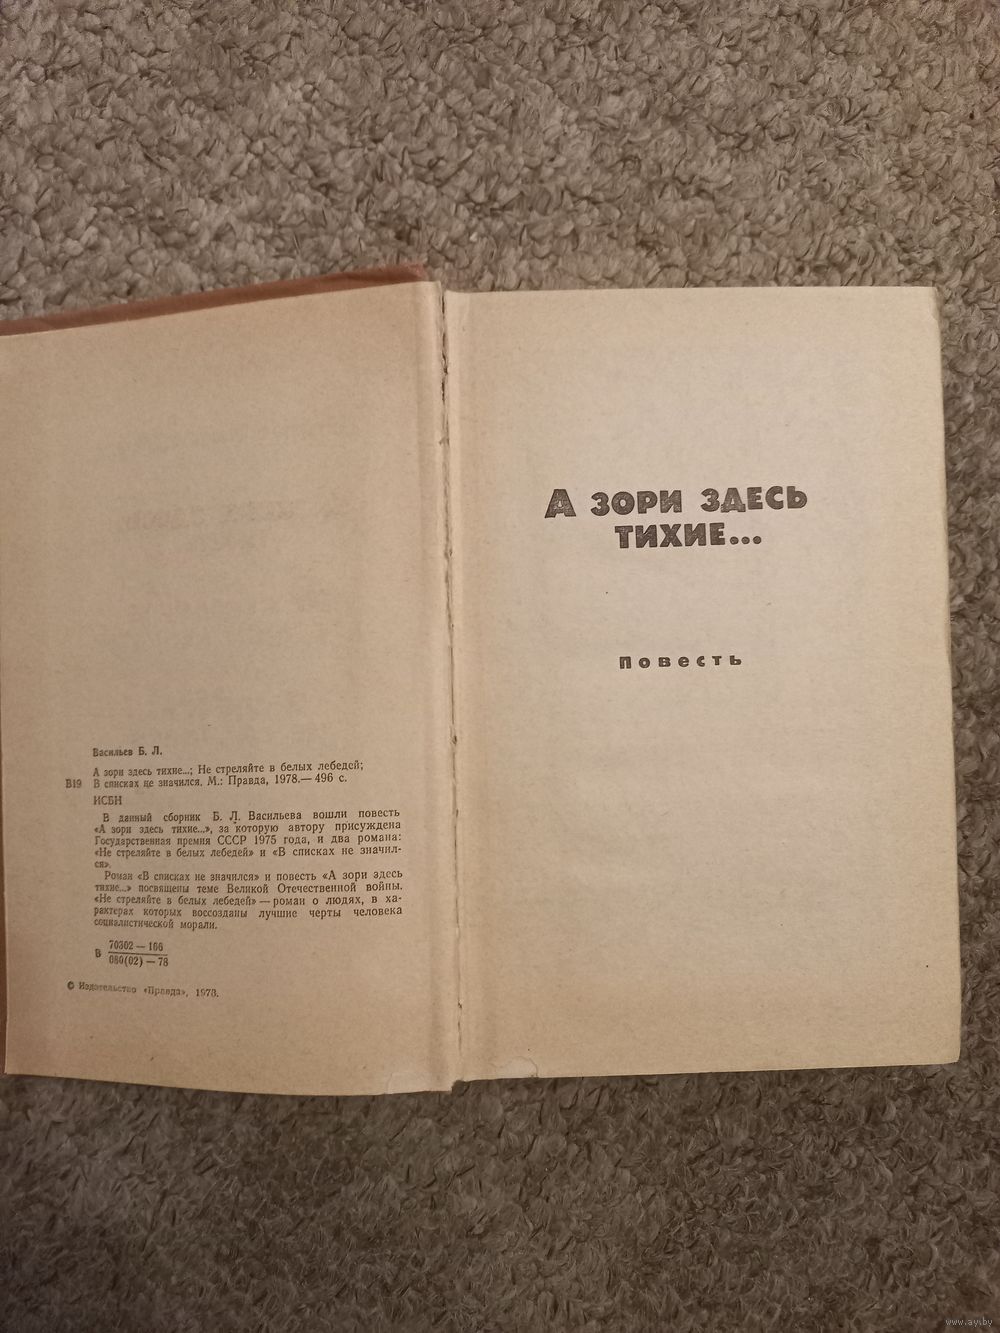 Васильев Б. Л.
А зори здесь тихие...; Не стреляйте в белых лебедей;
В19 В списках не значился. М.: Правда, 1978.— 496 с.
ИСБН
В данный сборник Б. Л. Васильева вошли повесть
«А зори здесь тихие...», за которую автору присуждена
Государственная премия СССР 1975 года, и два романа:
«Не стреляйте в белых лебедей» и «В списках не значил-
ся».
Роман «В списках не значился» и повесть «А зори здесь
тихие...» посвящены теме Великой Отечественной войны.
«Не стреляйте в белых лебедей» — роман о людях, в ха-
рактерах которых воссозданы лучшие черты человека
социалистической морали.
В 70302 — 166
080(02) — 78
© Издательство «Правда», 1978.
А ЗОРИ ЗДЕСЬ
ТИХИЕ...
Повесть
www.ay.by